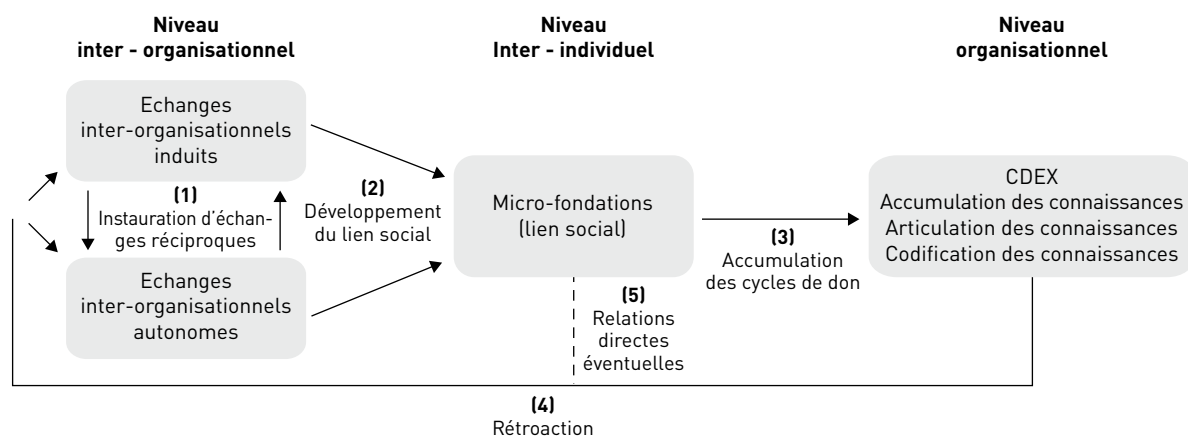 Niveau
inter - organisationnel
Niveau
Inter - individuel
Niveau
organisationnel
Echanges
inter-organisationnels
induits
(1)
Instauration d'échan-
ges réciproques
Echanges
inter-organisationnels
autonomes
(2)
Développement
du lien social
Micro-fondations
(lien social)
(3)
Accumulation
des cycles de don
CDEX
Accumulation des connaissances
Articulation des connaissances
Codification des connaissances
(5)
Relations
directes
éventuelles
(4)
Rétroaction